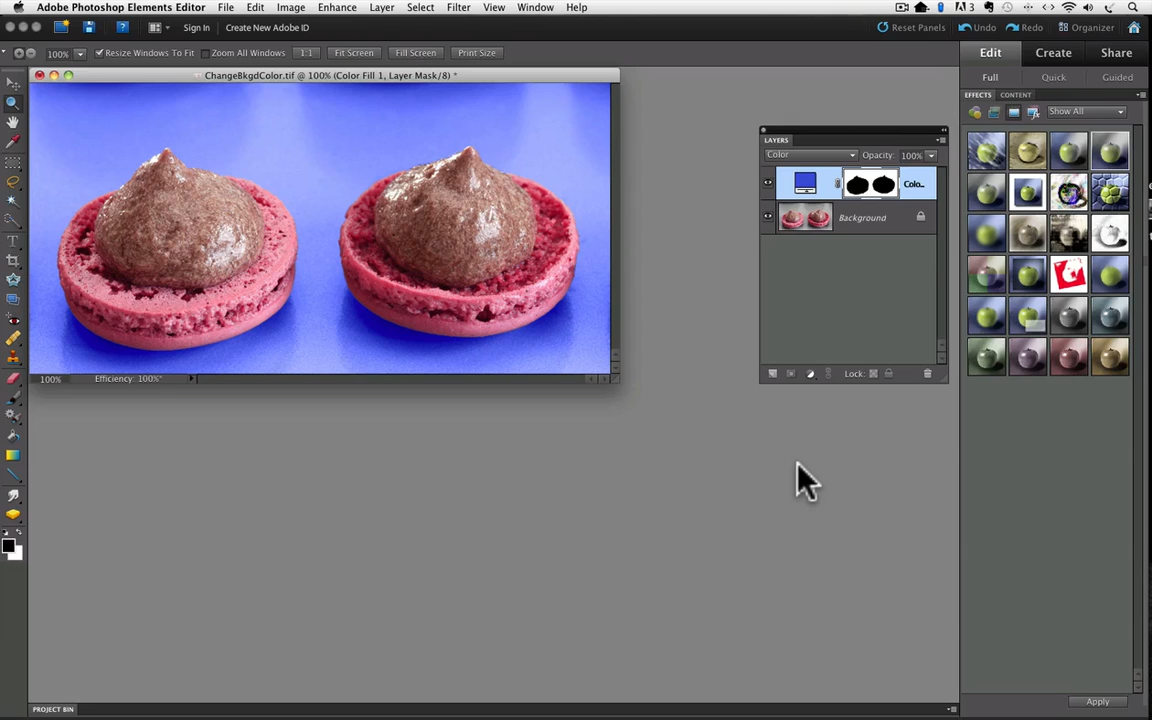 Adobe Photoshop Elements Editor File Edit Image Enhance Layer Select Filter View Window Help 3
Sign In Create New Adobe ID Reset Panels Undo Redo Organizer
100% Resize Windows To Fit Zoom All Windows 1:1 Fit Screen Fill Screen Print Size
Edit Create Share
Full Quick Guided
ChangeBkgdColor.tif @ 100% (Color Fill 1, Layer Mask/8) *
EFFECTS CONTENT
Show All
LAYERS
Color Opacity: 100%
Colo...
Background
100% Efficiency: 100%*
Lock:
Apply
PROJECT BIN